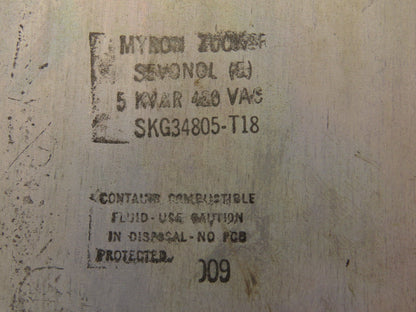 MYRON ZUCKER
SEVONOL (E)
5 KVAR 480 VAC
SKG34805-T18
CONTAINS COMBUSTIBLE
FLUID-USE CAUTION
IN DISPOSAL-NO PCB
PROTECTED
009